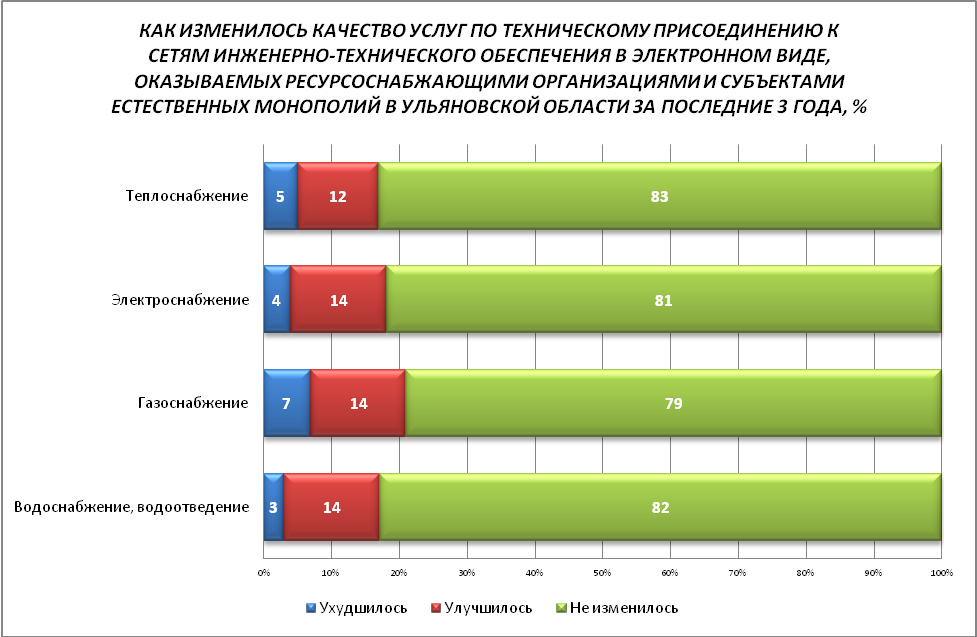 КАК ИЗМЕНИЛОСЬ КАЧЕСТВО УСЛУГ ПО ТЕХНИЧЕСКОМУ ПРИСОЕДИНЕНИЮ К
СЕТЯМ ИНЖЕНЕРНО-ТЕХНИЧЕСКОГО ОБЕСПЕЧЕНИЯ В ЭЛЕКТРОННОМ ВИДЕ,
ОКАЗЫВАЕМЫХ РЕСУРСОСНАБЖАЮЩИМИ ОРГАНИЗАЦИЯМИ И СУБЪЕКТАМИ
ЕСТЕСТВЕННЫХ МОНОПОЛИЙ В УЛЬЯНОВСКОЙ ОБЛАСТИ ЗА ПОСЛЕДНИЕ 3 ГОДА, %
Теплоснабжение 5 12 83
Электроснабжение 4 14 81
Газоснабжение 7 14 79
Водоснабжение, водоотведение 3 14 82
0% 10% 20% 30% 40% 50% 60% 70% 80% 90% 100%
Ухудшилось Улучшилось Не изменилось